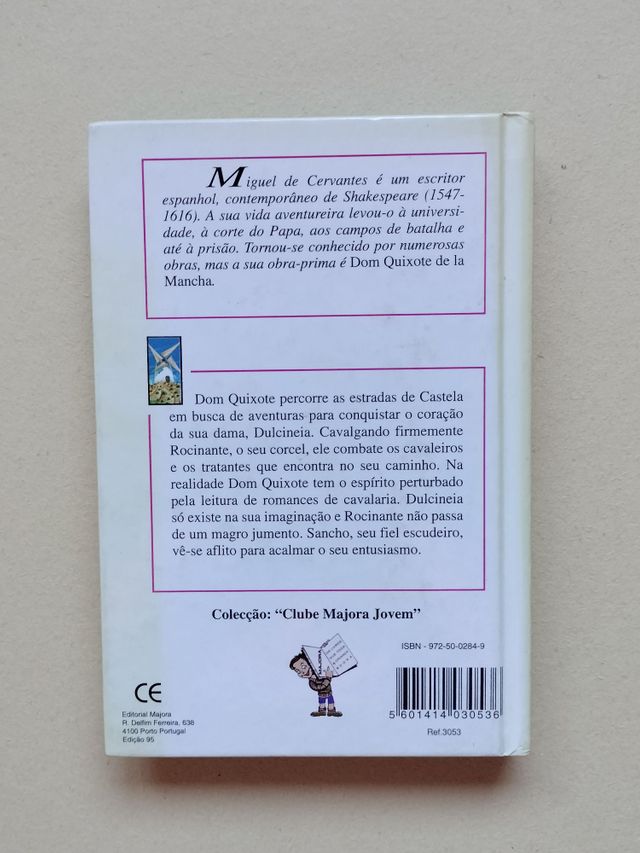 Miguel de Cervantes é um escritor
espanhol, contemporâneo de Shakespeare (1547-
1616). A sua vida aventureira levou-o à universi-
dade, à corte do Papa, aos campos de batalha e
até à prisão. Tornou-se conhecido por numerosas
obras, mas a sua obra-prima é Dom Quixote de la
Mancha.
Dom Quixote percorre as estradas de Castela
em busca de aventuras para conquistar o coração
da sua dama, Dulcineia. Cavalgando firmemente
Rocinante, o seu corcel, ele combate os cavaleiros
e os tratantes que encontra no seu caminho. Na
realidade Dom Quixote tem o espírito perturbado
pela leitura de romances de cavalaria. Dulcineia
só existe na sua imaginação e Rocinante não passa
de um magro jumento. Sancho, seu fiel escudeiro,
vê-se aflito para acalmar o seu entusiasmo.
Colecção: “Clube Majora Jovem”
ISBN - 972-50-0284-9
CE
Editorial Majora
R. Delfim Ferreira, 638
4100 Porto Portugal
Edição 95
5 601414 030536
Ref.3053